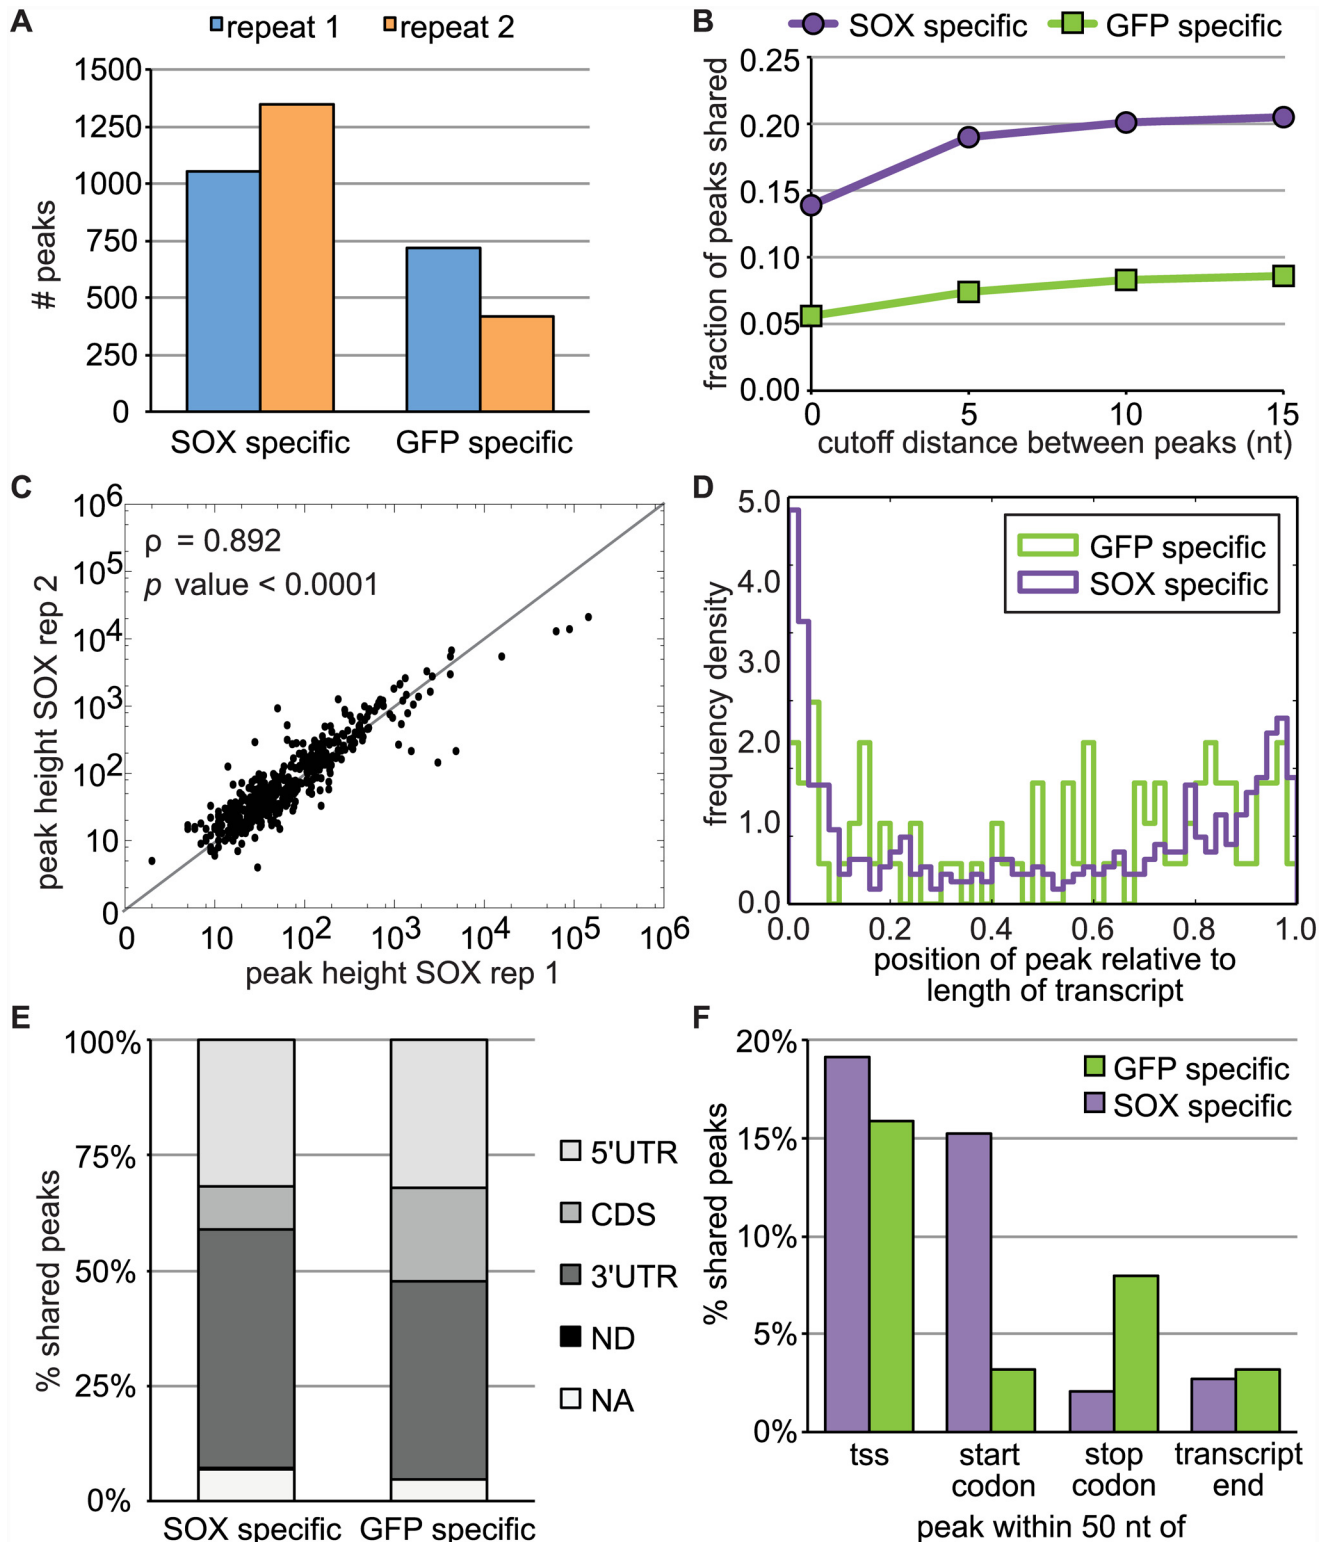 A
repeat 1 repeat 2
1500
1250
1000
750
500
250
0
# peaks
SOX specific GFP specific
B
SOX specific GFP specific
0.25
0.20
0.15
0.10
0.05
0.00
fraction of peaks shared
0 5 10 15
cutoff distance between peaks (nt)
C
10^6
10^5
10^4
10^3
10^2
10
0
ρ = 0.892
p value < 0.0001
peak height SOX rep 2
0 10 10^2 10^3 10^4 10^5 10^6
peak height SOX rep 1
D
5.0
4.0
3.0
2.0
1.0
0.0
frequency density
GFP specific
SOX specific
0.0 0.2 0.4 0.6 0.8 1.0
position of peak relative to
length of transcript
E
100%
75%
50%
25%
0%
% shared peaks
5'UTR
CDS
3'UTR
ND
NA
SOX specific GFP specific
F
20%
15%
10%
5%
0%
% shared peaks
GFP specific
SOX specific
tss start codon stop codon transcript end
peak within 50 nt of